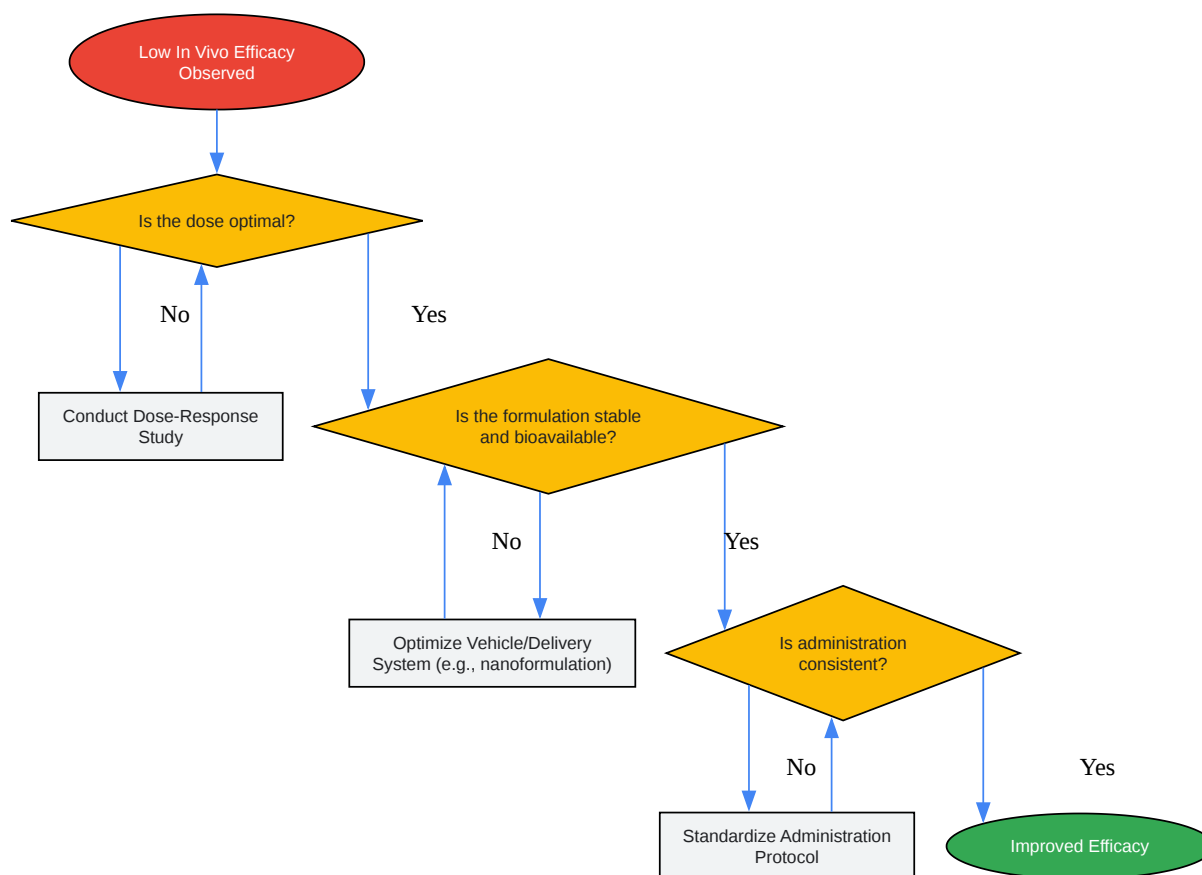 Low In Vivo Efficacy
Observed
Is the dose optimal?
No
Yes
Conduct Dose-Response
Study
Is the formulation stable
and bioavailable?
No
Yes
Optimize Vehicle/Delivery
System (e.g., nanoformulation)
Is administration
consistent?
No
Yes
Standardize Administration
Protocol
Improved Efficacy